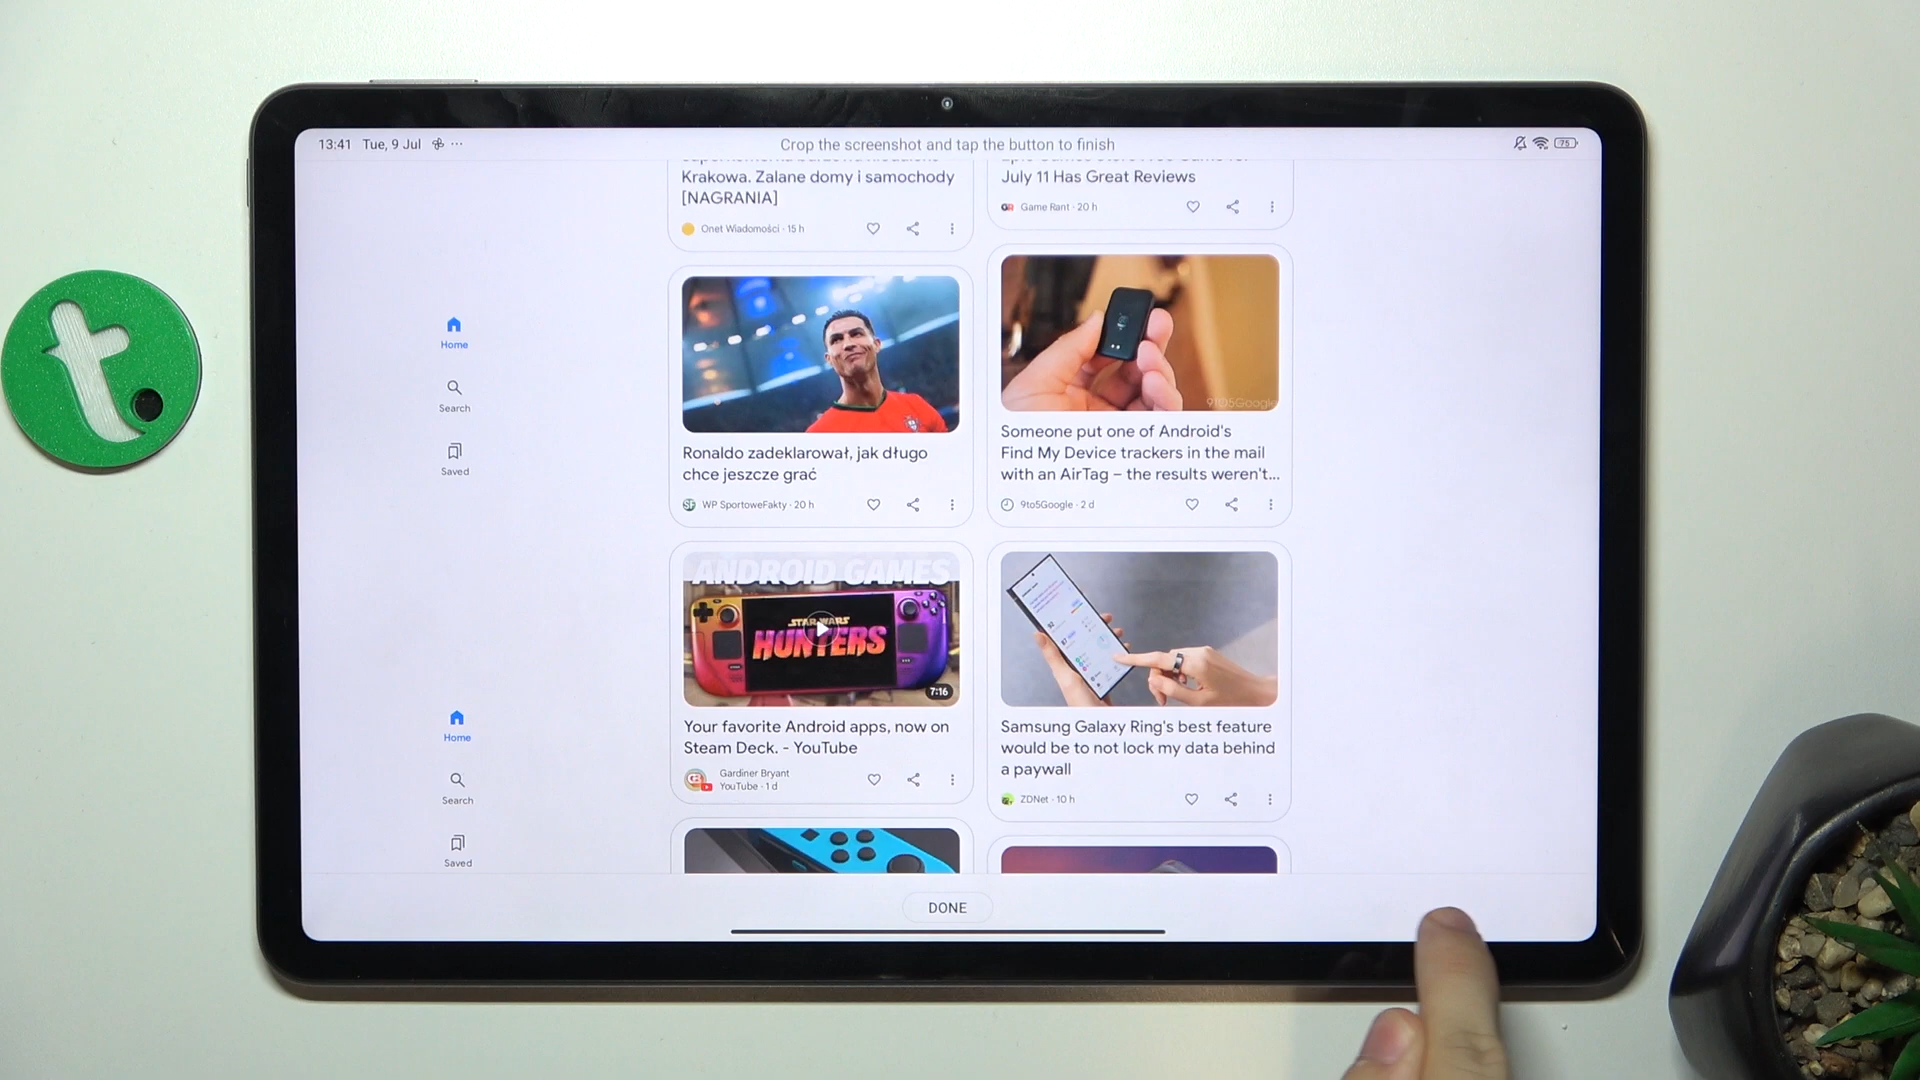 13:41 Tue, 9 Jul
Crop the screenshot and tap the button to finish
75
Krakowa. Zalane domy i samochody
[NAGRANIA]
Onet Wiadomości · 15 h
July 11 Has Great Reviews
GR Game Rant · 20 h
Home
Search
Saved
Ronaldo zadeklarował, jak długo
chce jeszcze grać
SF WP SportoweFakty · 20 h
9to5Google
Someone put one of Android's
Find My Device trackers in the mail
with an AirTag – the results weren't...
9to5Google · 2 d
ANDROID GAMES
STAR WARS
HUNTERS
7:16
Your favorite Android apps, now on
Steam Deck. - YouTube
Gardiner Bryant
YouTube · 1 d
Samsung Galaxy Ring's best feature
would be to not lock my data behind
a paywall
ZDNet · 10 h
Home
Search
Saved
DONE
t